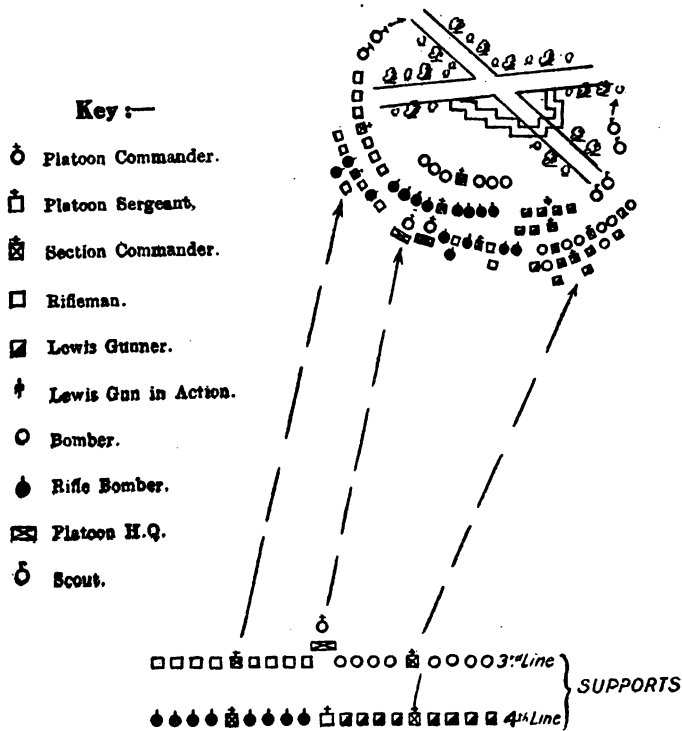 Key :—
Platoon Commander.
Platoon Sergeant,
Section Commander.
Rifleman.
Lewis Gunner.
Lewis Gun in Action.
Bomber.
Rifle Bomber.
Platoon H.Q.
Scout.
3rd Line
SUPPORTS
4th Line